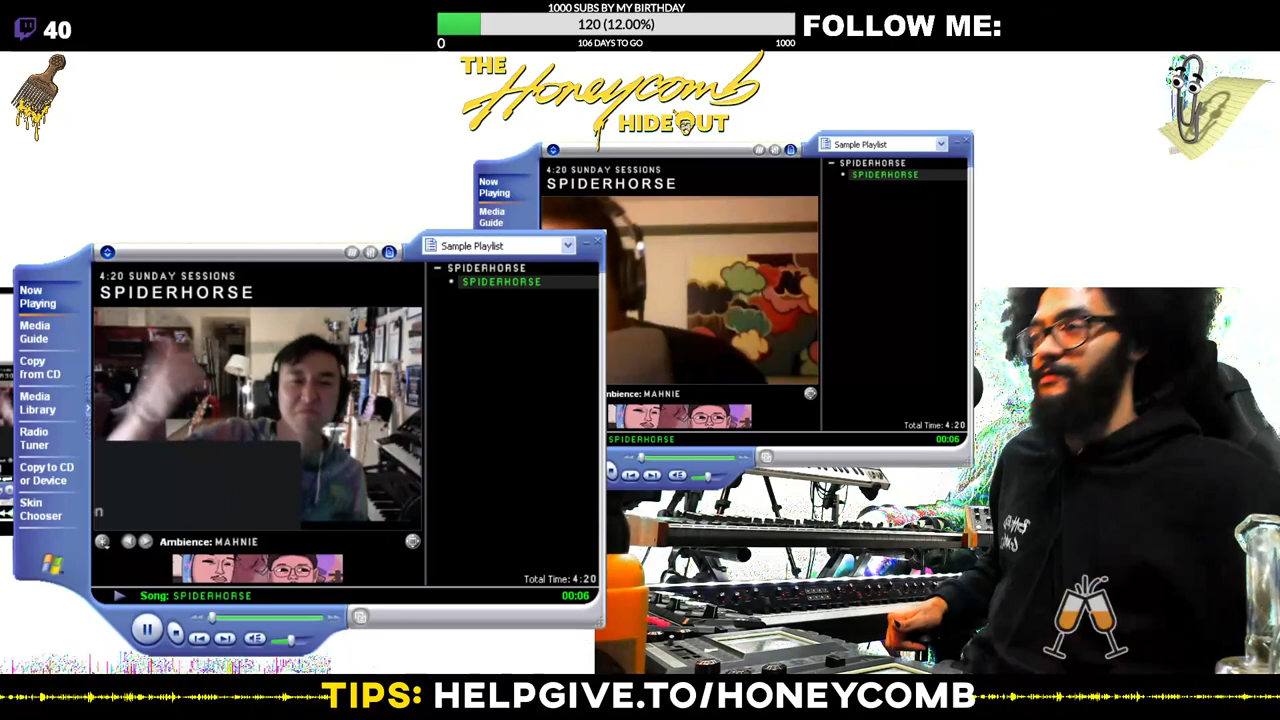 40
1000 SUBS BY MY BIRTHDAY
120 (12.00%)
0
106 DAYS TO GO
1000
FOLLOW ME:
THE
Honeycomb
HIDEOUT
Sample Playlist
4:20 SUNDAY SESSIONS
SPIDERHORSE
SPIDERHORSE
SPIDERHORSE
Now
Playing
Media
Guide
Ambience: MAHNIE
Total Time: 4:20
SPIDERHORSE
00:06
Sample Playlist
4:20 SUNDAY SESSIONS
SPIDERHORSE
SPIDERHORSE
SPIDERHORSE
Now
Playing
Media
Guide
Copy
from CD
Media
Library
Radio
Tuner
Copy to CD
or Device
Skin
Chooser
n
Ambience: MAHNIE
Total Time: 4:20
Song: SPIDERHORSE
00:06
TIPS: HELPGIVE.TO/HONEYCOMB